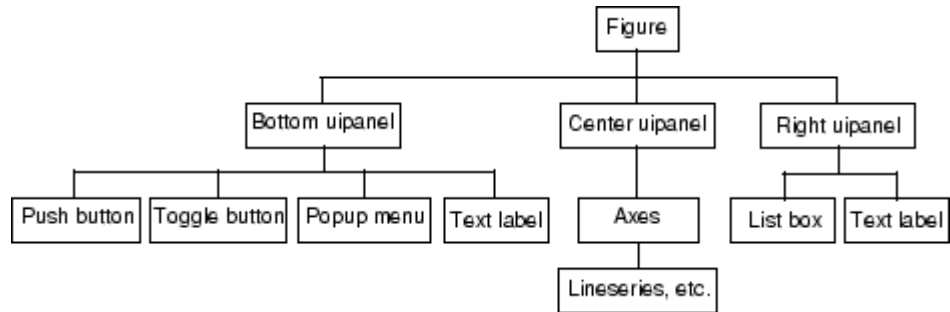 Figure
Bottom uipanel
Center uipanel
Right uipanel
Push button
Toggle button
Popup menu
Text label
Axes
List box
Text label
Lineseries, etc.